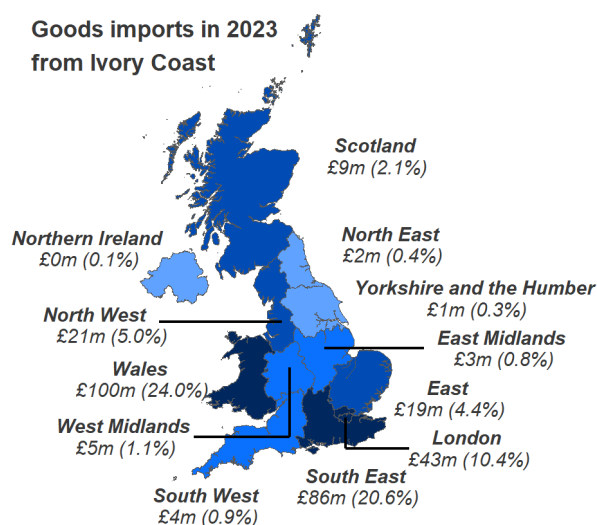 Goods imports in 2023
from Ivory Coast
Scotland
£9m (2.1%)
Northern Ireland
£0m (0.1%)
North East
£2m (0.4%)
Yorkshire and the Humber
£1m (0.3%)
North West
£21m (5.0%)
East Midlands
£3m (0.8%)
Wales
£100m (24.0%)
East
£19m (4.4%)
West Midlands
£5m (1.1%)
London
£43m (10.4%)
South East
£86m (20.6%)
South West
£4m (0.9%)